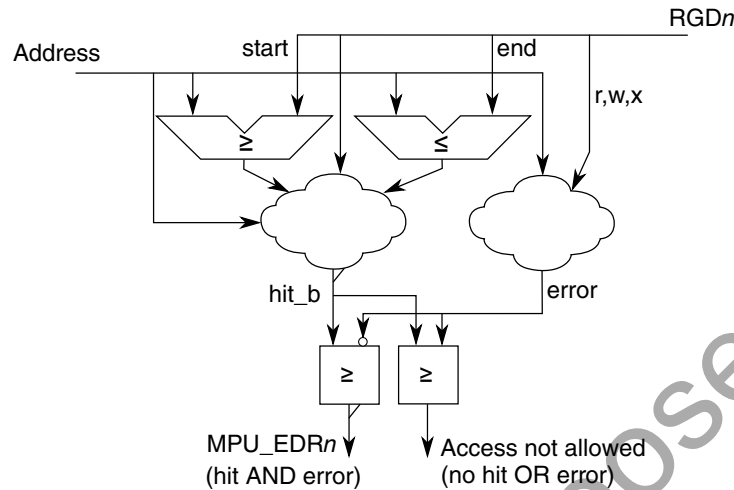 RGDn
Address
start
end
r,w,x
≥
≤
hit_b
error
≥
≥
MPU_EDRn
(hit AND error)
Access not allowed
(no hit OR error)